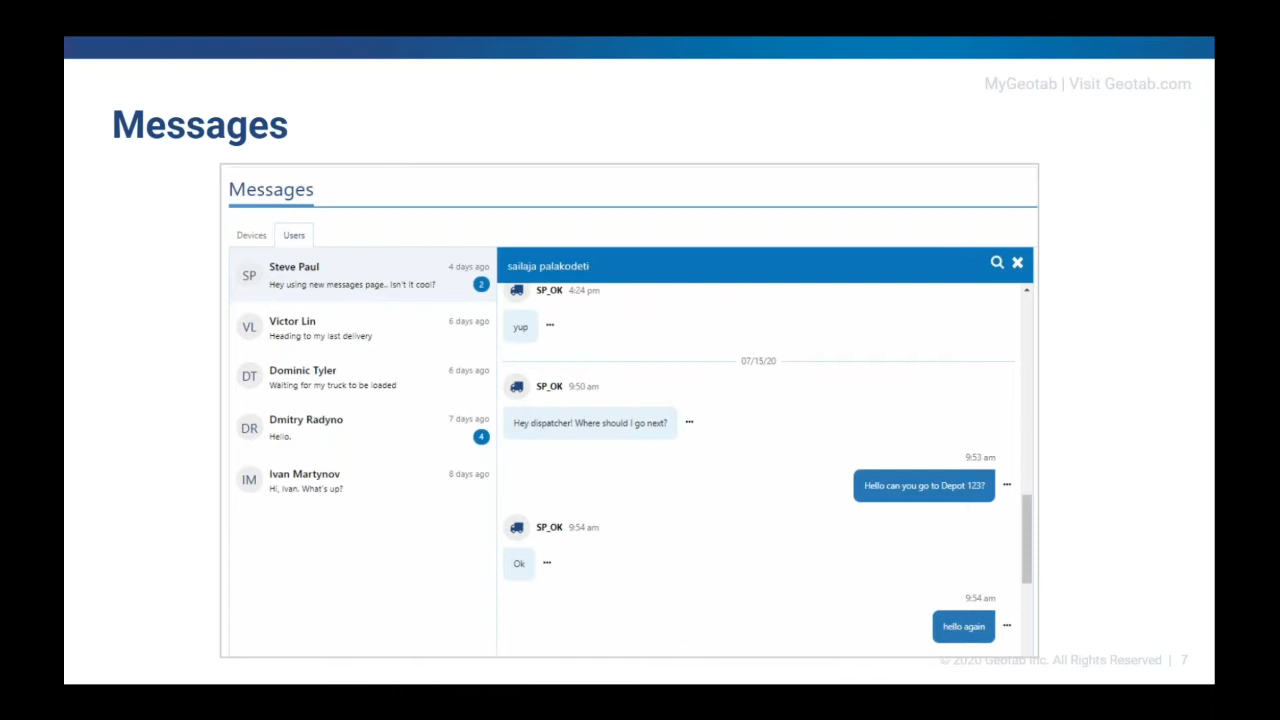 MyGeotab | Visit Geotab.com
Messages
Messages
Devices
Users
SP
Steve Paul
4 days ago
Hey using new messages page.. Isn't it cool?
2
VL
Victor Lin
6 days ago
Heading to my last delivery
DT
Dominic Tyler
6 days ago
Waiting for my truck to be loaded
DR
Dmitry Radyno
7 days ago
Hello.
4
IM
Ivan Martynov
8 days ago
Hi, Ivan. What's up?
sailaja palakodeti
SP_OK 4:24 pm
yup
07/15/20
SP_OK 9:50 am
Hey dispatcher! Where should I go next?
9:53 am
Hello can you go to Depot 123?
SP_OK 9:54 am
Ok
9:54 am
hello again
© 2020 Geotab Inc. All Rights Reserved | 7